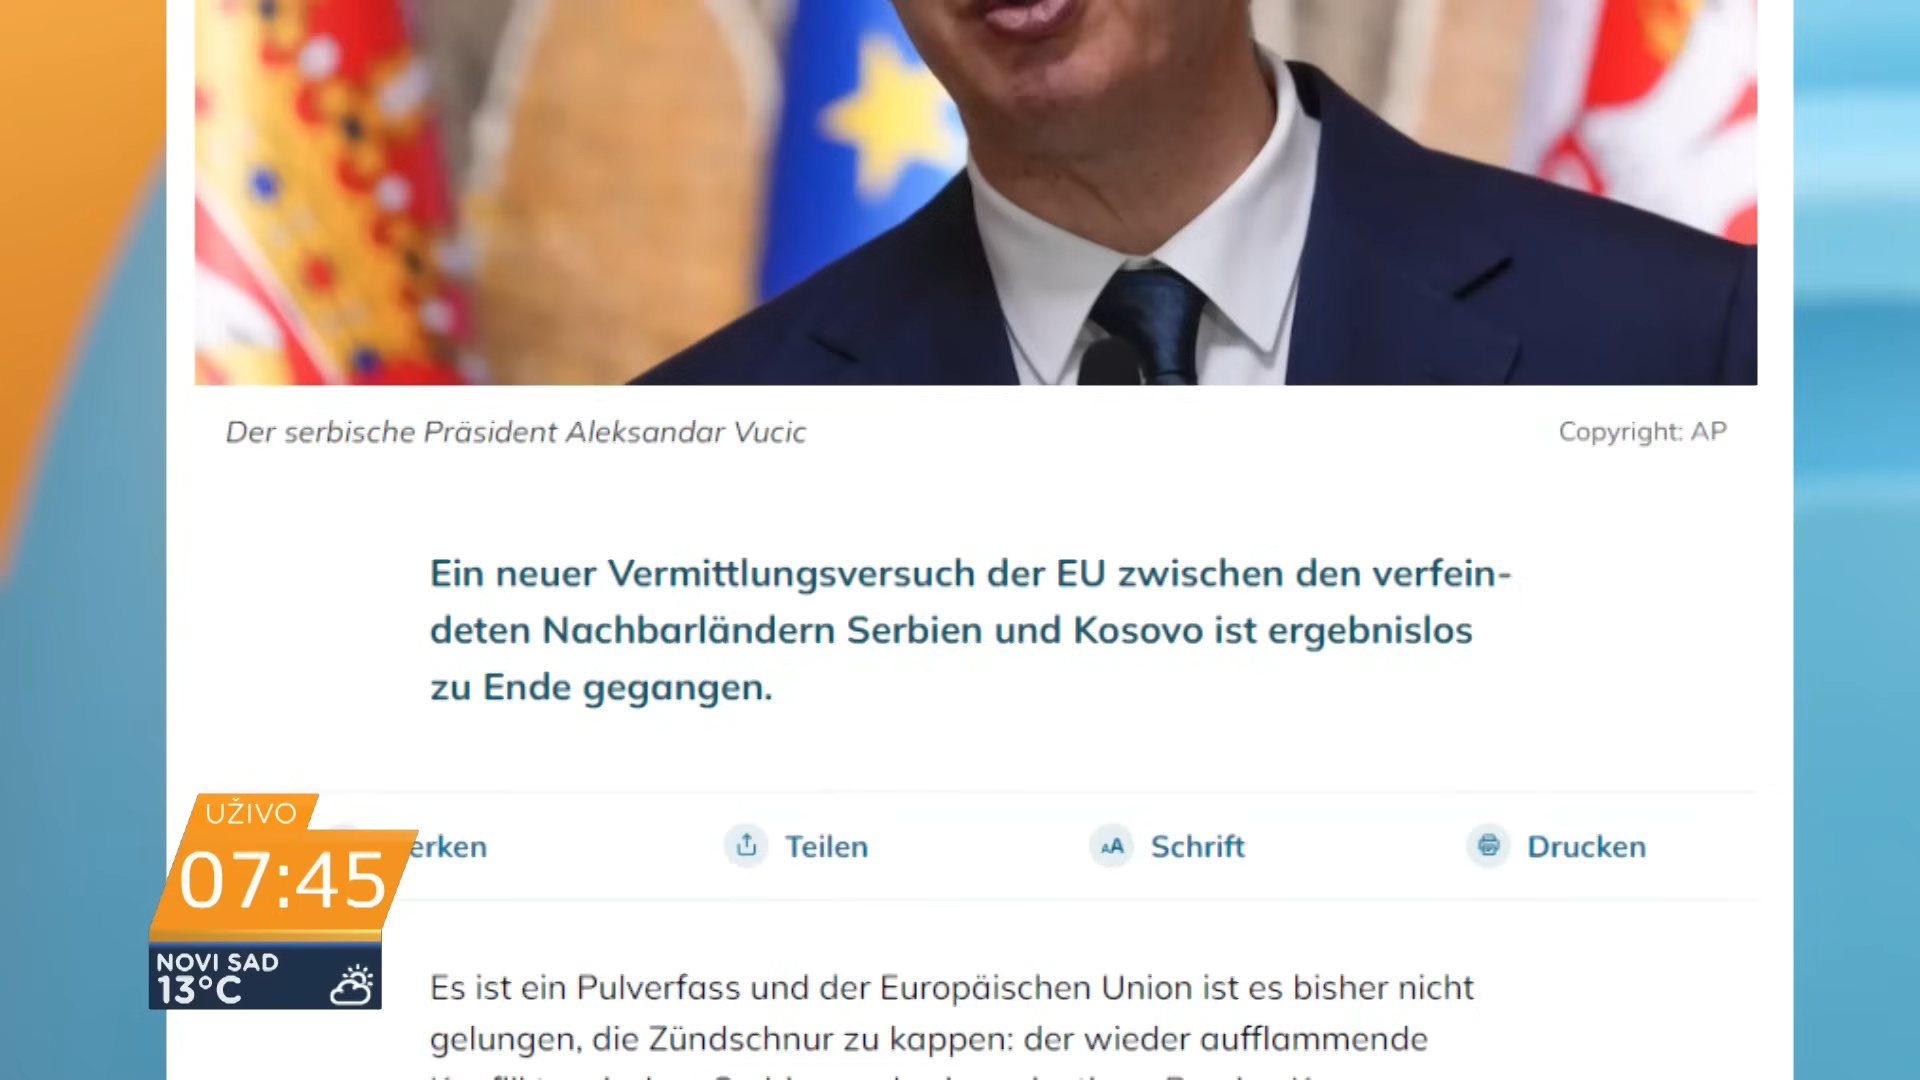 Der serbische Präsident Aleksandar Vucic
Copyright: AP
Ein neuer Vermittlungsversuch der EU zwischen den verfein-
deten Nachbarländern Serbien und Kosovo ist ergebnislos
zu Ende gegangen.
erken
Teilen
Schrift
Drucken
UŽIVO
07:45
NOVI SAD
13°C
Es ist ein Pulverfass und der Europäischen Union ist es bisher nicht
gelungen, die Zündschnur zu kappen: der wieder aufflammende